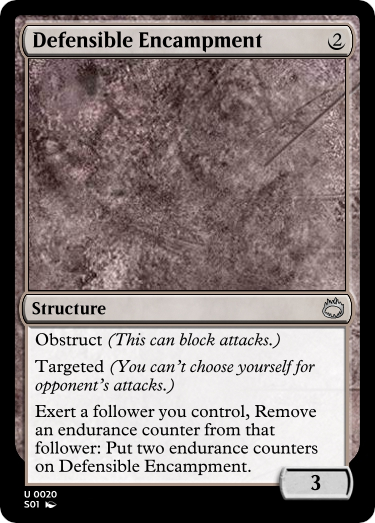 Defensible Encampment 2
Structure
Obstruct (This can block attacks.)
Targeted (You can't choose yourself for
opponent's attacks.)
Exert a follower you control, Remove
an endurance counter from that
follower: Put two endurance counters
on Defensible Encampment.
3
U 0020
S01